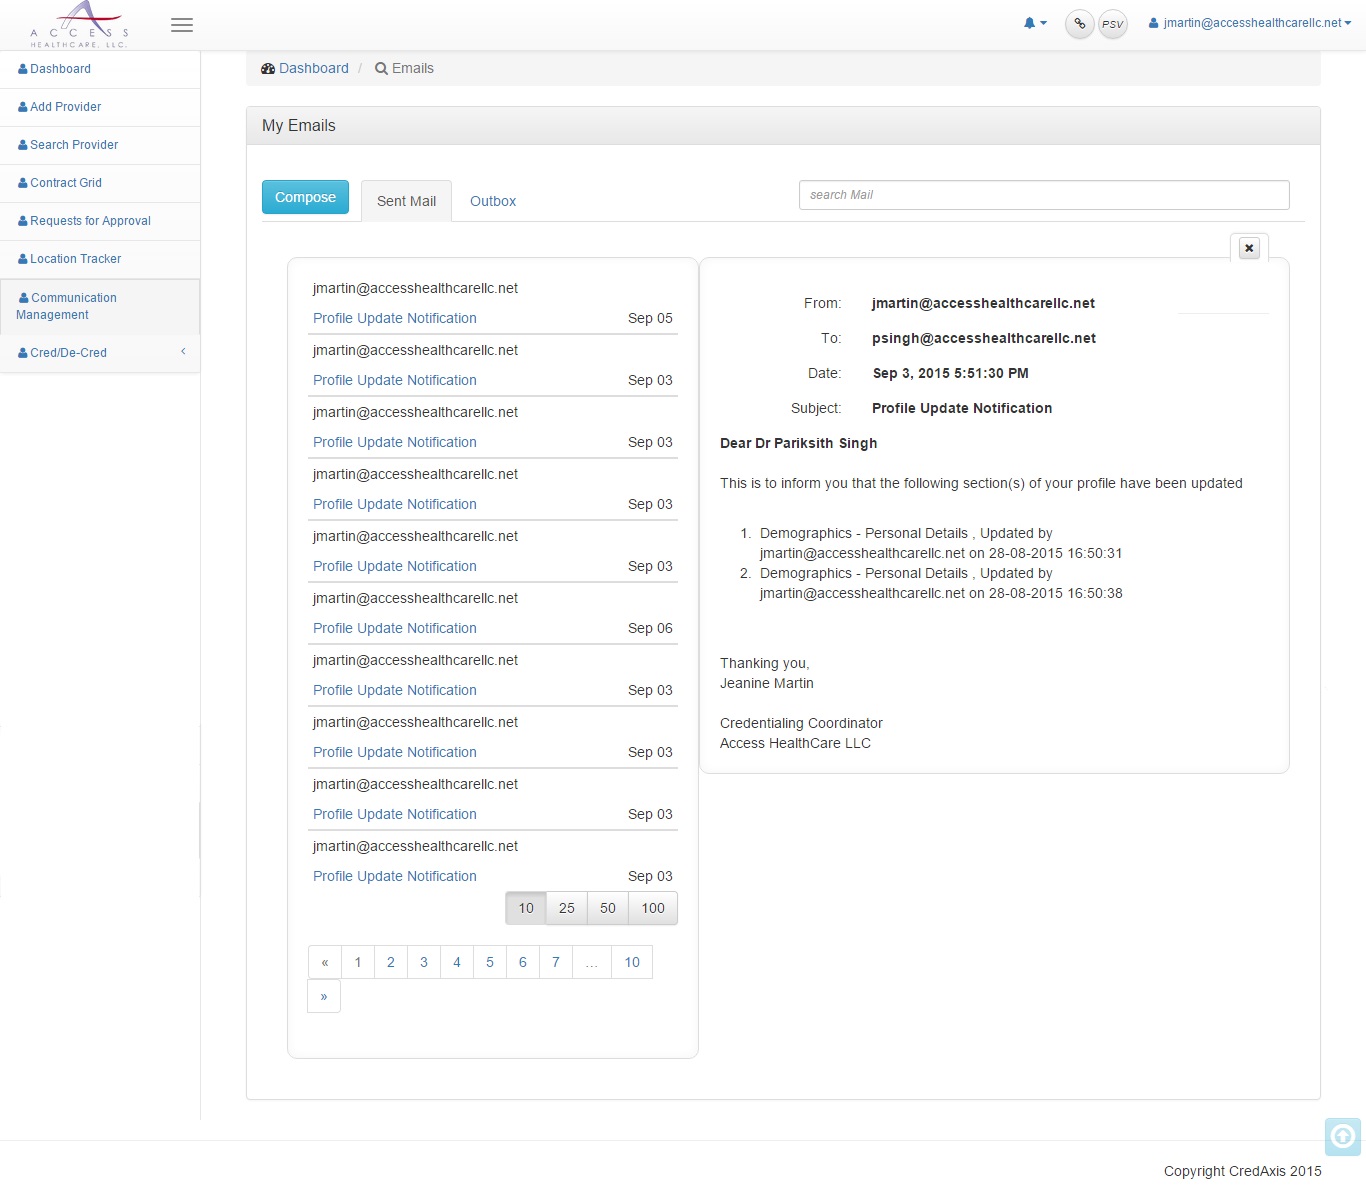 ACCESS
HEALTHCARE, LLC.
PSV
jmartin@accesshealthcarellc.net
Dashboard
Add Provider
Search Provider
Contract Grid
Requests for Approval
Location Tracker
Communication
Management
Cred/De-Cred
Dashboard / Emails
My Emails
Compose
Sent Mail
Outbox
search Mail
jmartin@accesshealthcarellc.net
Profile Update Notification Sep 05
jmartin@accesshealthcarellc.net
Profile Update Notification Sep 03
jmartin@accesshealthcarellc.net
Profile Update Notification Sep 03
jmartin@accesshealthcarellc.net
Profile Update Notification Sep 03
jmartin@accesshealthcarellc.net
Profile Update Notification Sep 03
jmartin@accesshealthcarellc.net
Profile Update Notification Sep 06
jmartin@accesshealthcarellc.net
Profile Update Notification Sep 03
jmartin@accesshealthcarellc.net
Profile Update Notification Sep 03
jmartin@accesshealthcarellc.net
Profile Update Notification Sep 03
jmartin@accesshealthcarellc.net
Profile Update Notification Sep 03
10 25 50 100
« 1 2 3 4 5 6 7 ... 10
»
From: jmartin@accesshealthcarellc.net
To: psingh@accesshealthcarellc.net
Date: Sep 3, 2015 5:51:30 PM
Subject: Profile Update Notification
Dear Dr Pariksith Singh
This is to inform you that the following section(s) of your profile have been updated
1. Demographics - Personal Details , Updated by
jmartin@accesshealthcarellc.net on 28-08-2015 16:50:31
2. Demographics - Personal Details , Updated by
jmartin@accesshealthcarellc.net on 28-08-2015 16:50:38
Thanking you,
Jeanine Martin
Credentialing Coordinator
Access HealthCare LLC
Copyright CredAxis 2015